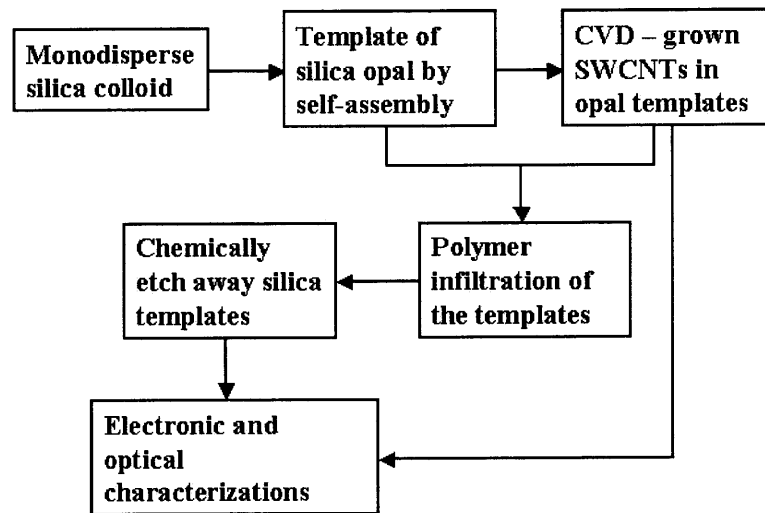 Monodisperse
silica colloid
Template of
silica opal by
self-assembly
CVD – grown
SWCNTs in
opal templates
Chemically
etch away silica
templates
Polymer
infiltration of
the templates
Electronic and
optical
characterizations